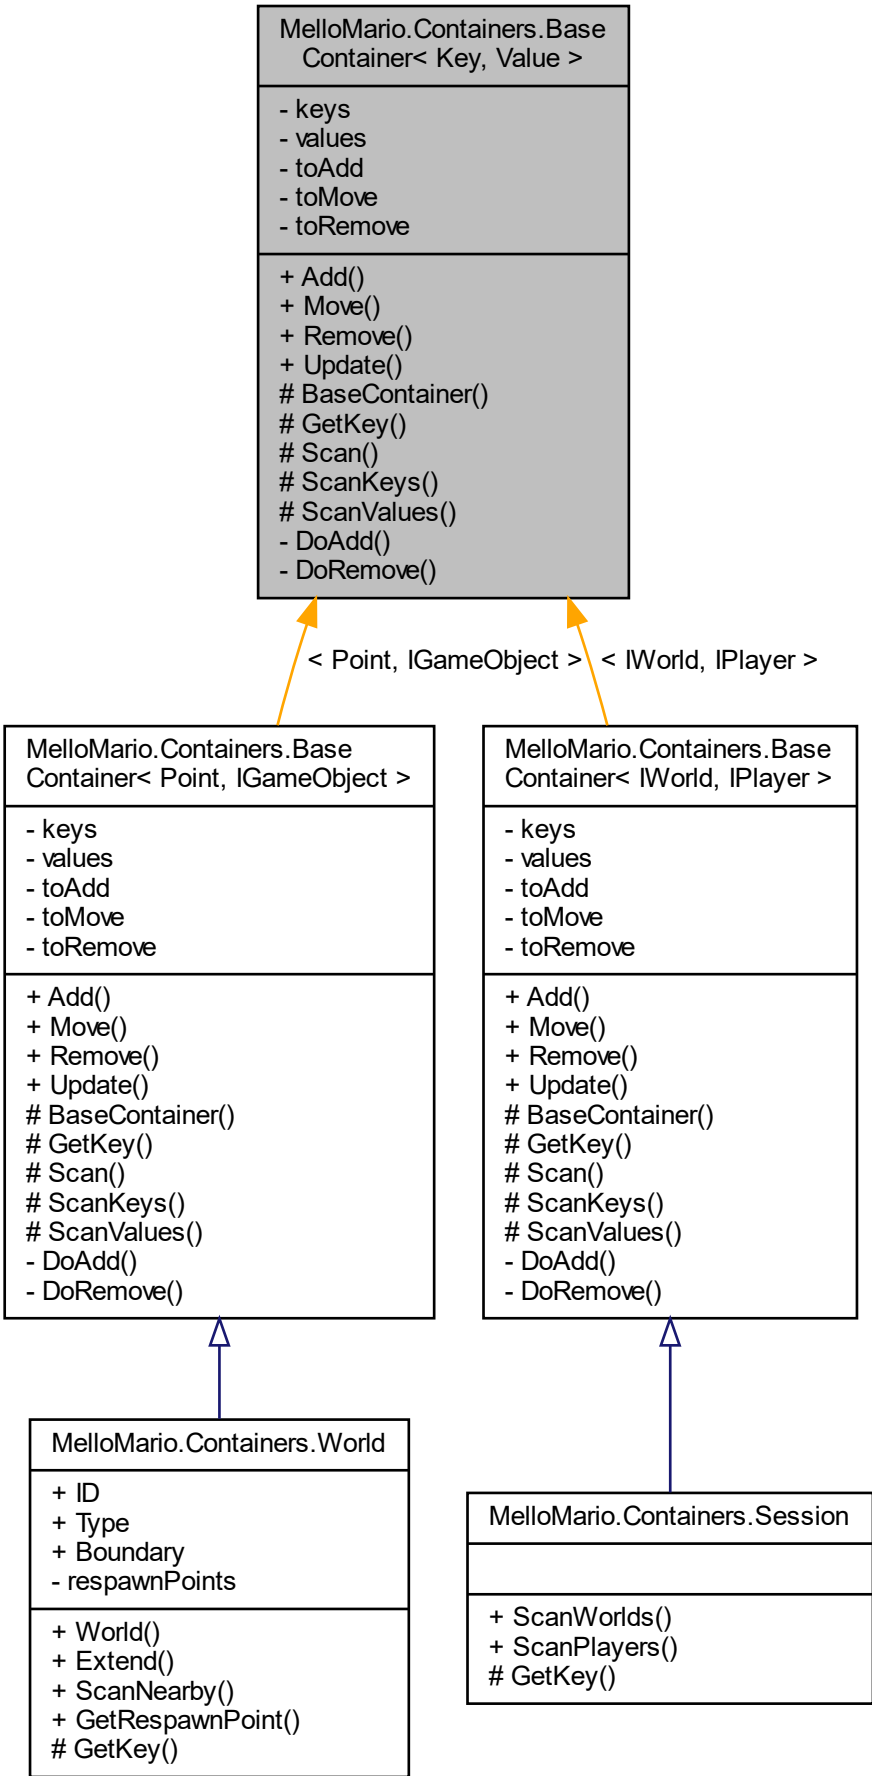 MelloMario.Containers.Base
Container< Key, Value >
- keys
- values
- toAdd
- toMove
- toRemove
+ Add()
+ Move()
+ Remove()
+ Update()
# BaseContainer()
# GetKey()
# Scan()
# ScanKeys()
# ScanValues()
- DoAdd()
- DoRemove()
< Point, IGameObject >
< IWorld, IPlayer >
MelloMario.Containers.Base
Container< Point, IGameObject >
- keys
- values
- toAdd
- toMove
- toRemove
+ Add()
+ Move()
+ Remove()
+ Update()
# BaseContainer()
# GetKey()
# Scan()
# ScanKeys()
# ScanValues()
- DoAdd()
- DoRemove()
MelloMario.Containers.Base
Container< IWorld, IPlayer >
- keys
- values
- toAdd
- toMove
- toRemove
+ Add()
+ Move()
+ Remove()
+ Update()
# BaseContainer()
# GetKey()
# Scan()
# ScanKeys()
# ScanValues()
- DoAdd()
- DoRemove()
MelloMario.Containers.World
+ ID
+ Type
+ Boundary
- respawnPoints
+ World()
+ Extend()
+ ScanNearby()
+ GetRespawnPoint()
# GetKey()
MelloMario.Containers.Session
+ ScanWorlds()
+ ScanPlayers()
# GetKey()